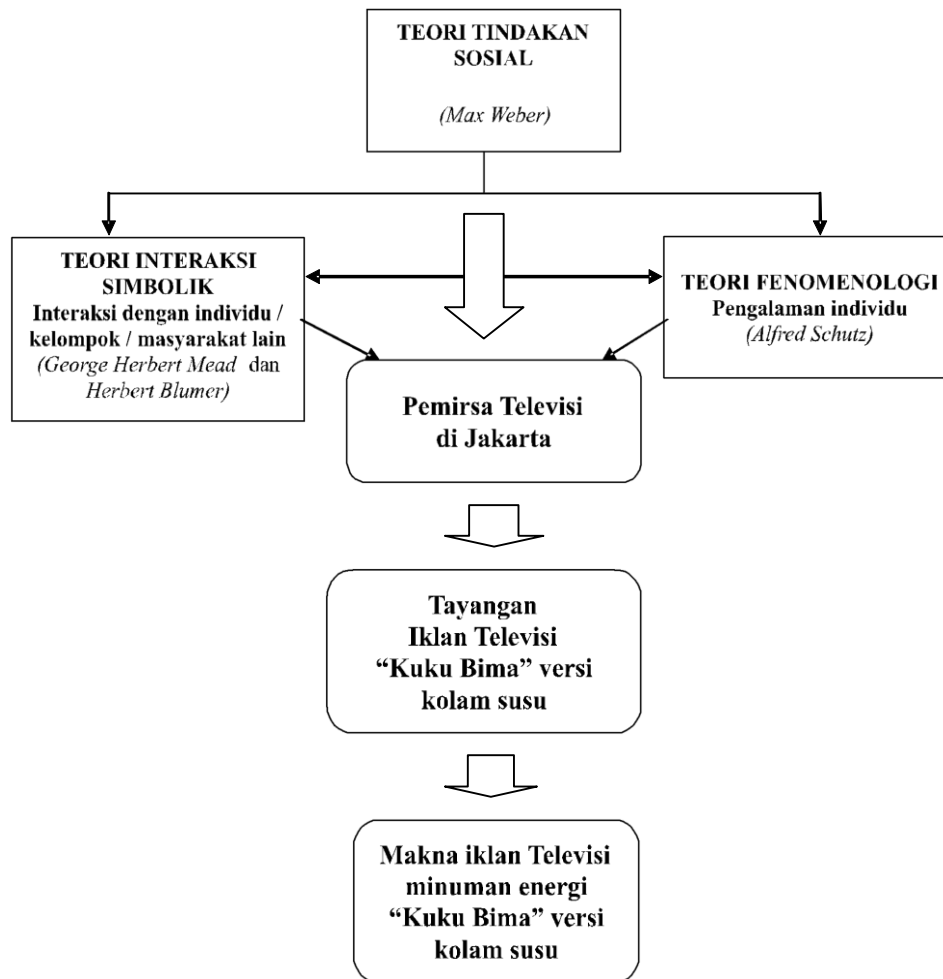 TEORI TINDAKAN
SOSIAL
(Max Weber)
TEORI INTERAKSI
SIMBOLIK
Interaksi dengan individu /
kelompok / masyarakat lain
(George Herbert Mead dan
Herbert Blumer)
TEORI FENOMENOLOGI
Pengalaman individu
(Alfred Schutz)
Pemirsa Televisi
di Jakarta
Tayangan
Iklan Televisi
“Kuku Bima” versi
kolam susu
Makna iklan Televisi
minuman energi
“Kuku Bima” versi
kolam susu